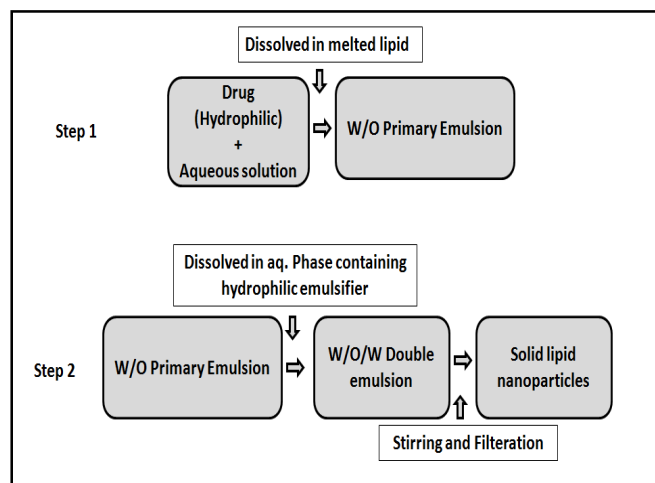 Dissolved in melted lipid
Step 1
Drug
(Hydrophilic)
+
Aqueous solution
W/O Primary Emulsion
Dissolved in aq. Phase containing
hydrophilic emulsifier
Step 2
W/O Primary Emulsion
W/O/W Double
emulsion
Solid lipid
nanoparticles
Stirring and Filteration